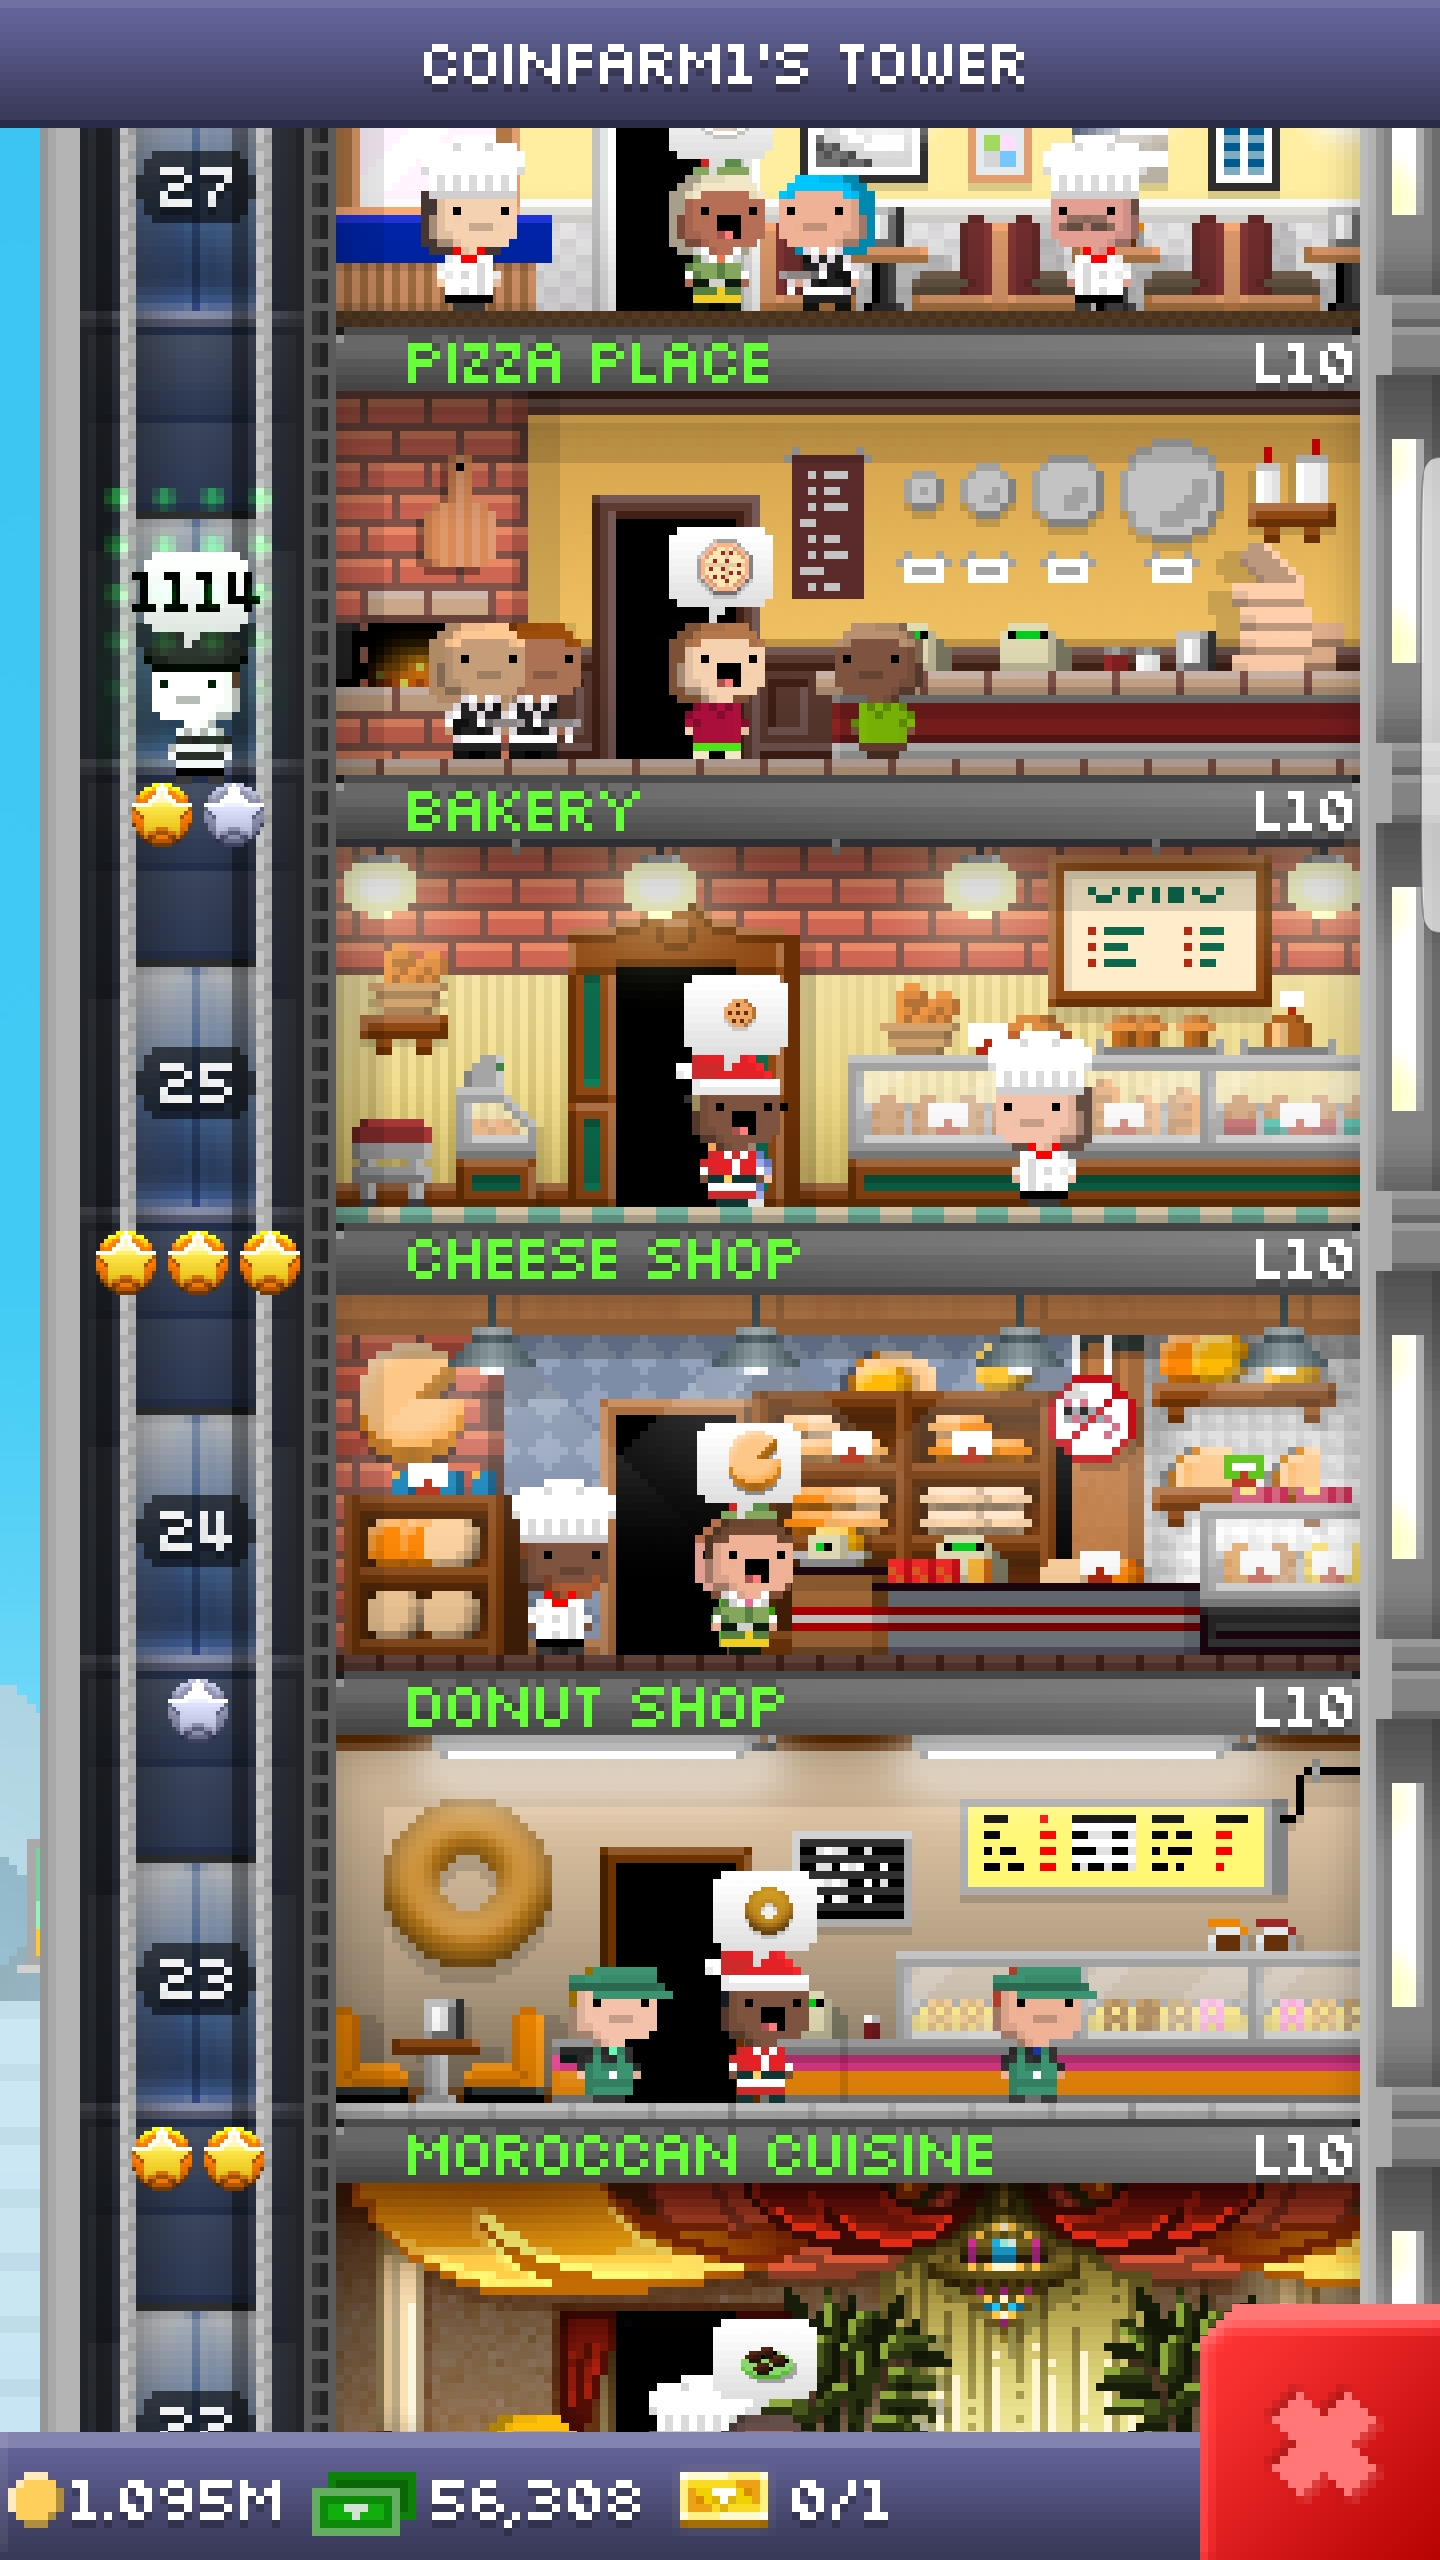 COINFARM1'S TOWER
27
PIZZA PLACE L10
1114
BAKERY L10
25
CHEESE SHOP L10
24
DONUT SHOP L10
23
MOROCCAN CUISINE L10
22
1.095M 56,308 0/1